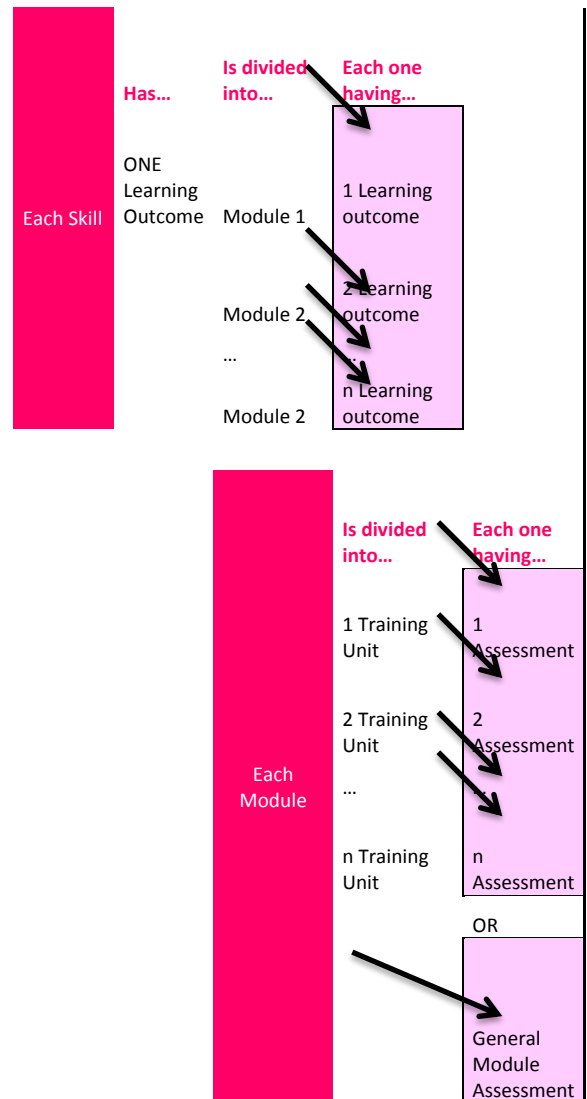 Has…
Is divided
into…
Each one
having…
Each Skill
ONE
Learning
Outcome
Module 1
1 Learning
outcome
Module 2
2 Learning
outcome
…
…
Module 2
n Learning
outcome
Is divided
into…
Each one
having…
Each
Module
1 Training
Unit
1
Assessment
2 Training
Unit
2
Assessment
…
…
n Training
Unit
n
Assessment
OR
General
Module
Assessment